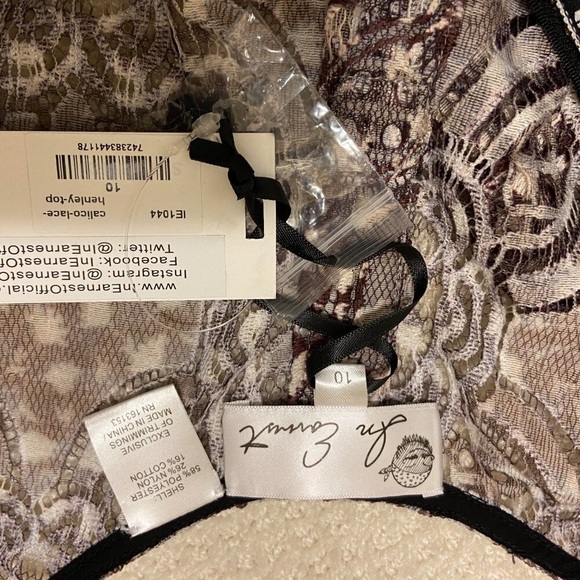 www.InEarnestOfficial.c
Instagram: @InEarnestO
Facebook: InEarnestOf
Twitter: @InEarnestOf
IE1044
calico-lace-
henley-top
10
742383441178
10
In Earnest
SHELL:
58% POLYESTER
26% NYLON
16% COTTON
EXCLUSIVE
OF TRIMMINGS
MADE IN CHINA
RN 163153